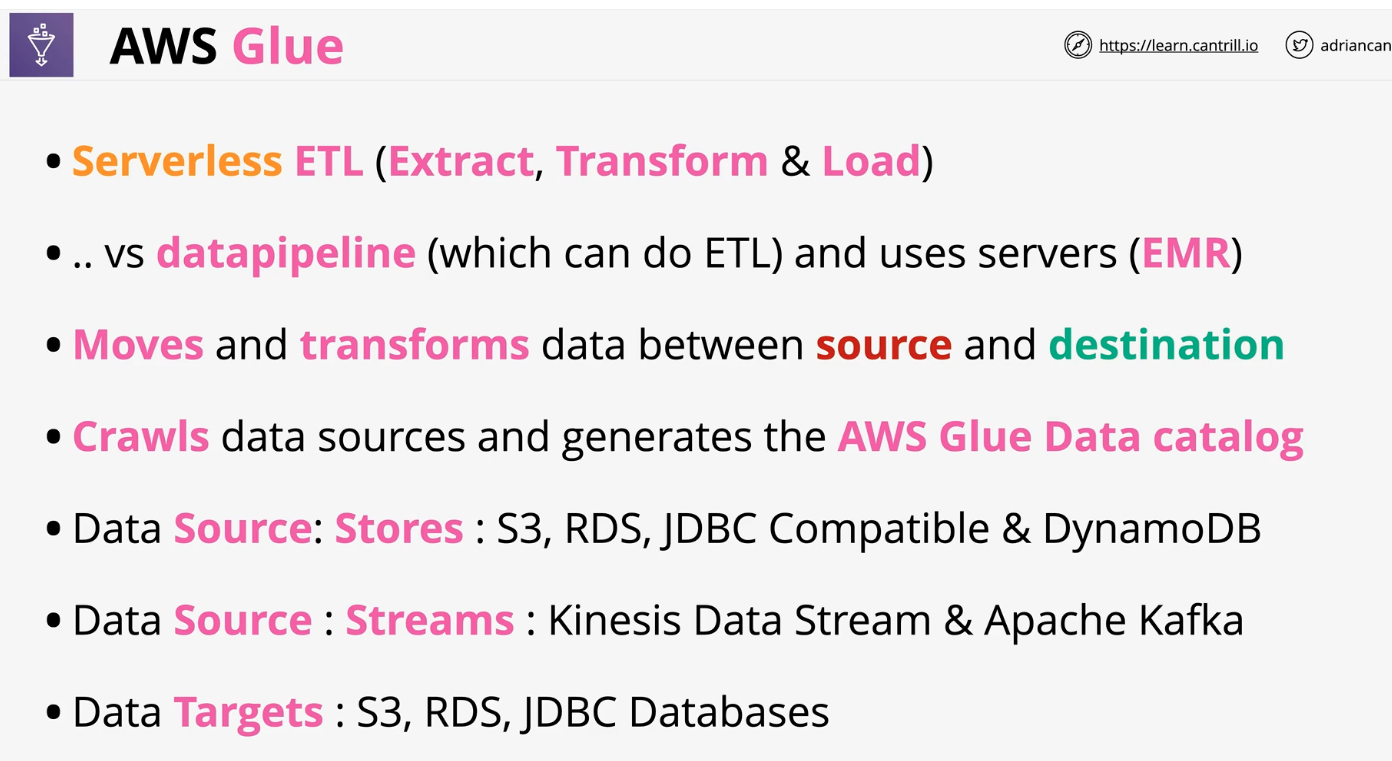 AWS Glue
https://learn.cantrill.io
adriancan
• Serverless ETL (Extract, Transform & Load)
• .. vs datapipeline (which can do ETL) and uses servers (EMR)
• Moves and transforms data between source and destination
• Crawls data sources and generates the AWS Glue Data catalog
• Data Source: Stores : S3, RDS, JDBC Compatible & DynamoDB
• Data Source : Streams : Kinesis Data Stream & Apache Kafka
• Data Targets : S3, RDS, JDBC Databases